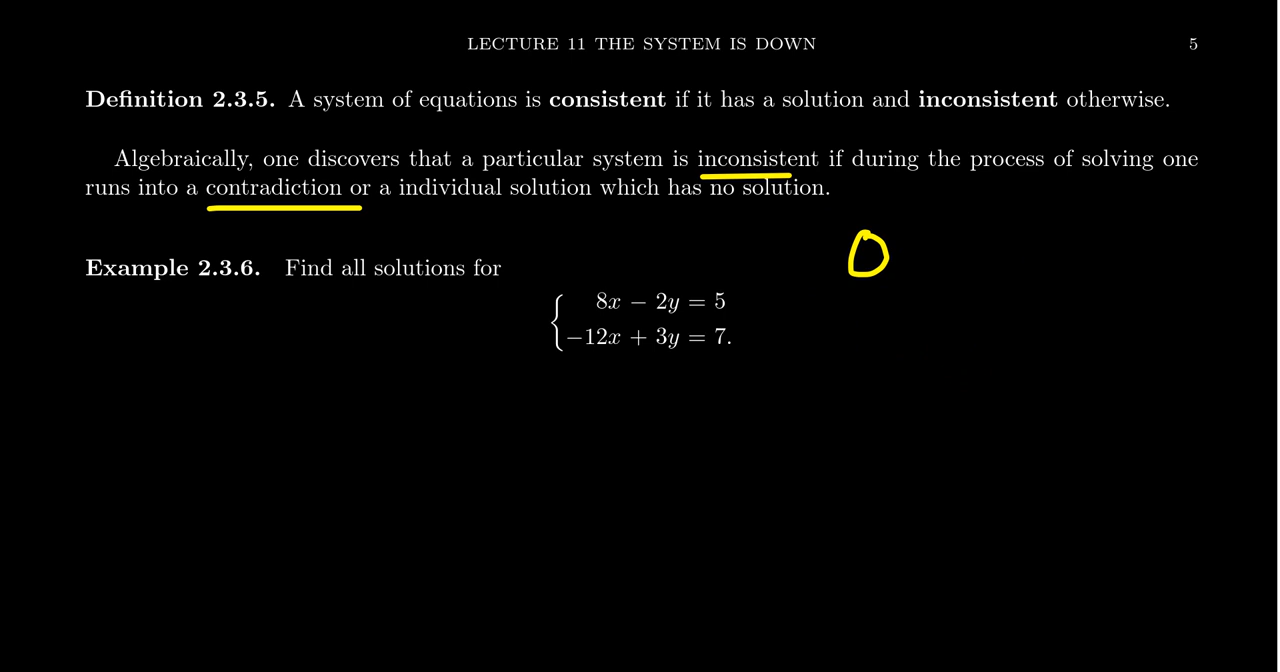 LECTURE 11 THE SYSTEM IS DOWN 5
Definition 2.3.5. A system of equations is consistent if it has a solution and inconsistent otherwise.
Algebraically, one discovers that a particular system is inconsistent if during the process of solving one
runs into a contradiction or a individual solution which has no solution.
0
Example 2.3.6. Find all solutions for
8x − 2y = 5
−12x + 3y = 7.